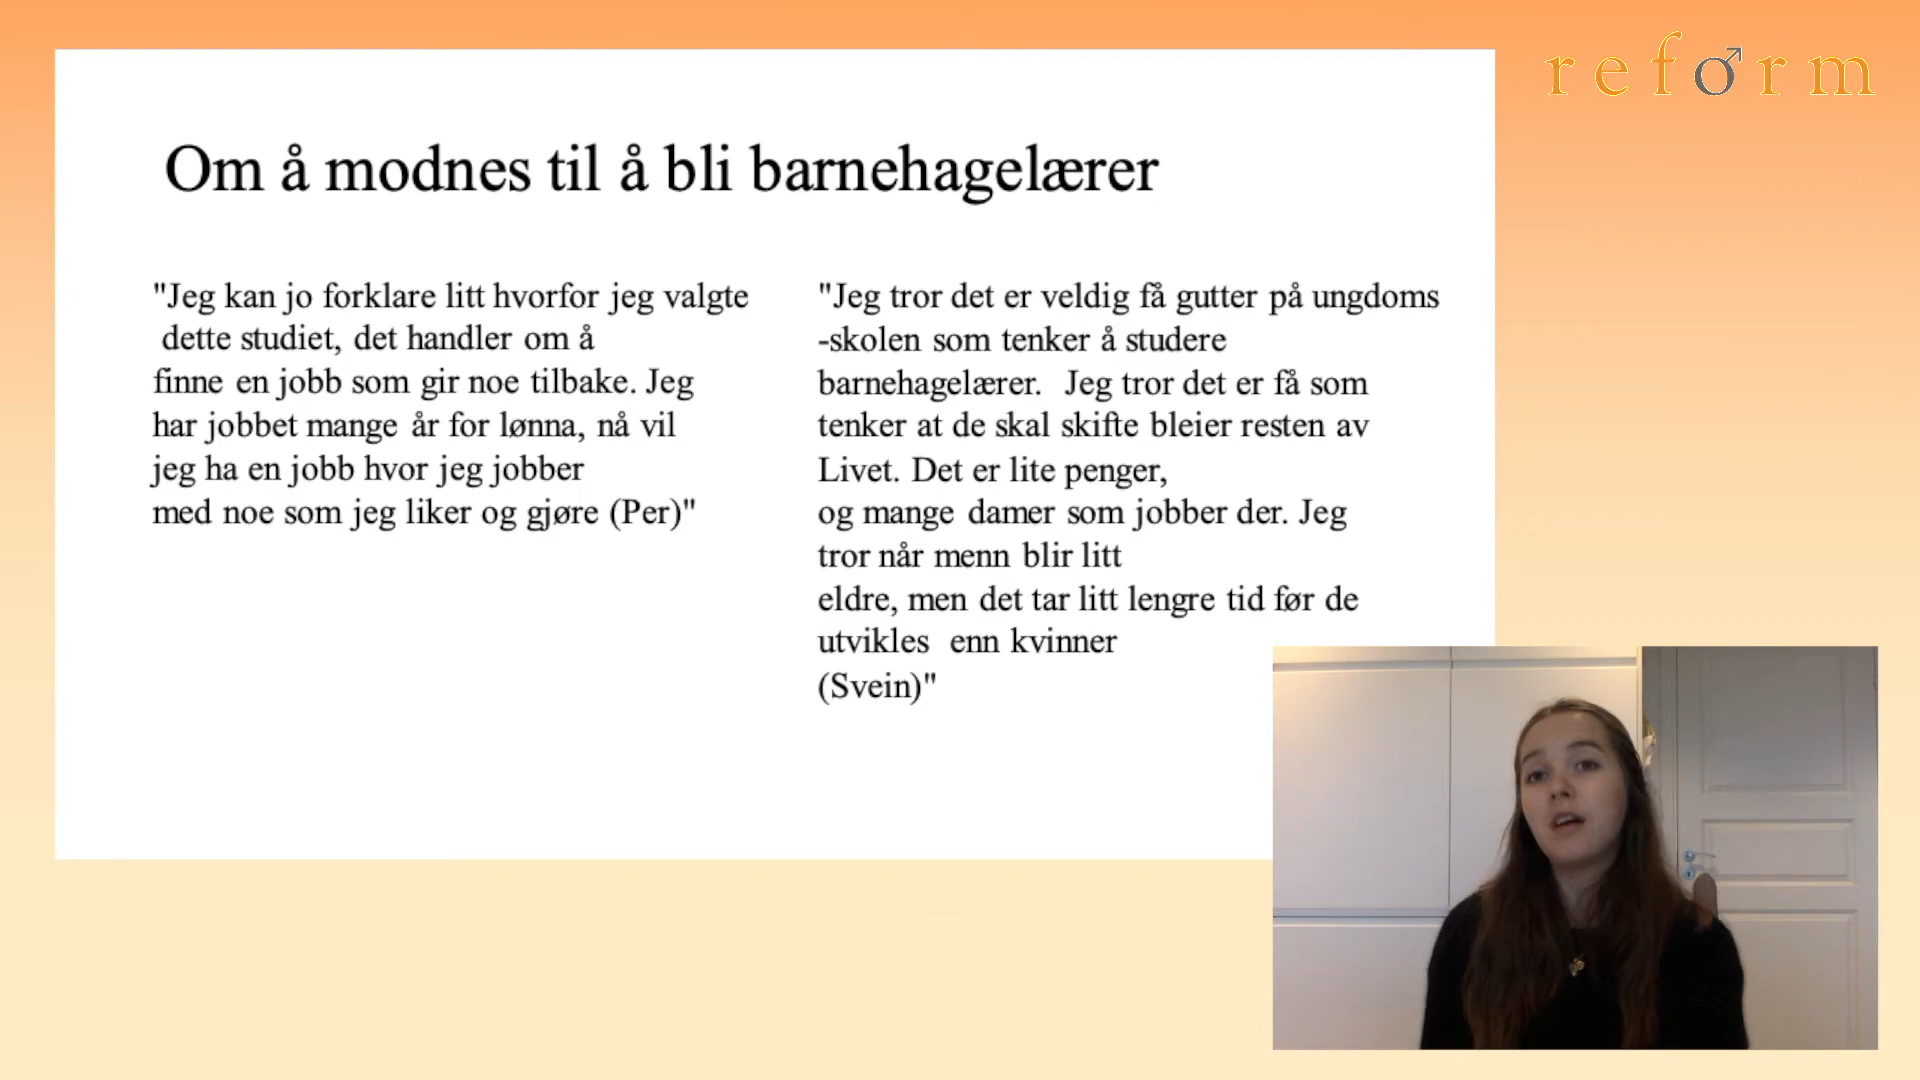 reform
Om å modnes til å bli barnehagelærer
"Jeg kan jo forklare litt hvorfor jeg valgte
dette studiet, det handler om å
finne en jobb som gir noe tilbake. Jeg
har jobbet mange år for lønna, nå vil
jeg ha en jobb hvor jeg jobber
med noe som jeg liker og gjøre (Per)"
"Jeg tror det er veldig få gutter på ungdoms
-skolen som tenker å studere
barnehagelærer. Jeg tror det er få som
tenker at de skal skifte bleier resten av
Livet. Det er lite penger,
og mange damer som jobber der. Jeg
tror når menn blir litt
eldre, men det tar litt lengre tid før de
utvikles enn kvinner
(Svein)"